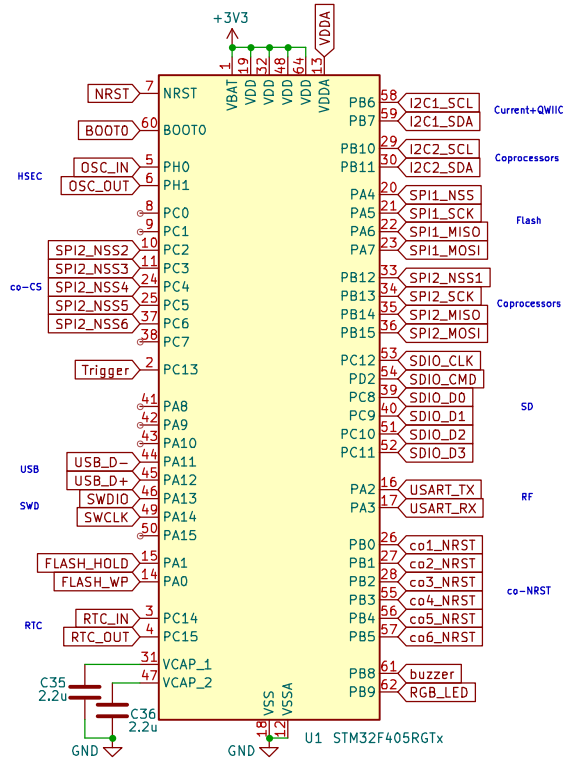 +3V3
VDDA
1
19
32
48
64
13
VBAT
VDD
VDD
VDD
VDD
VDDA
NRST 7 NRST
BOOT0 60 BOOT0
HSEC
OSC_IN 5 PH0
OSC_OUT 6 PH1
8 PC0
9 PC1
co-CS
SPI2_NSS2 10 PC2
SPI2_NSS3 11 PC3
SPI2_NSS4 24 PC4
SPI2_NSS5 25 PC5
SPI2_NSS6 37 PC6
38 PC7
Trigger 2 PC13
41 PA8
42 PA9
43 PA10
USB
USB_D- 44 PA11
USB_D+ 45 PA12
SWD
SWDIO 46 PA13
SWCLK 49 PA14
50 PA15
FLASH_HOLD 15 PA1
FLASH_WP 14 PA0
RTC
RTC_IN 3 PC14
RTC_OUT 4 PC15
31 VCAP_1
47 VCAP_2
C35
2.2u
C36
2.2u
GND
PB6 58 I2C1_SCL
PB7 59 I2C1_SDA
Current+QWIIC
PB10 29 I2C2_SCL
PB11 30 I2C2_SDA
Coprocessors
PA4 20 SPI1_NSS
PA5 21 SPI1_SCK
PA6 22 SPI1_MISO
PA7 23 SPI1_MOSI
Flash
PB12 33 SPI2_NSS1
PB13 34 SPI2_SCK
PB14 35 SPI2_MISO
PB15 36 SPI2_MOSI
Coprocessors
PC12 53 SDIO_CLK
PD2 54 SDIO_CMD
PC8 39 SDIO_D0
PC9 40 SDIO_D1
PC10 51 SDIO_D2
PC11 52 SDIO_D3
SD
PA2 16 USART_TX
PA3 17 USART_RX
RF
PB0 26 co1_NRST
PB1 27 co2_NRST
PB2 28 co3_NRST
PB3 55 co4_NRST
PB4 56 co5_NRST
PB5 57 co6_NRST
co-NRST
PB8 61 buzzer
PB9 62 RGB_LED
VSS
VSSA
18
12
GND
U1 STM32F405RGTx